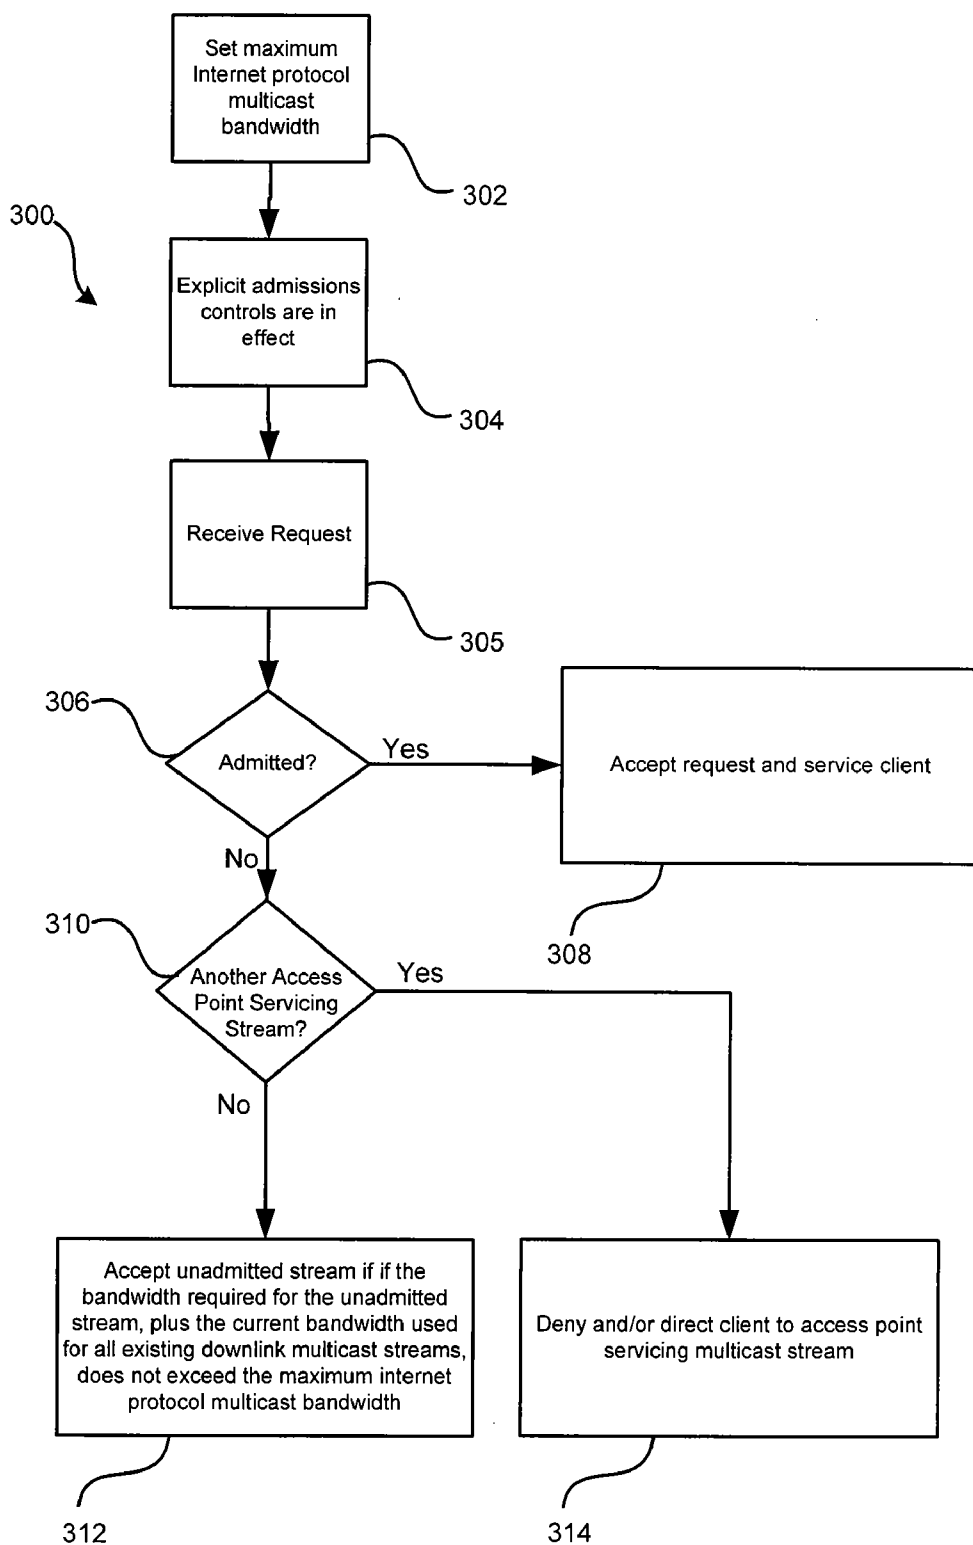 Set maximum
Internet protocol
multicast
bandwidth
302
300
Explicit admissions
controls are in
effect
304
Receive Request
305
306
Admitted?
Yes
Accept request and service client
No
308
310
Another Access
Point Servicing
Stream?
Yes
No
Accept unadmitted stream if if the
bandwidth required for the unadmitted
stream, plus the current bandwidth used
for all existing downlink multicast streams,
does not exceed the maximum internet
protocol multicast bandwidth
Deny and/or direct client to access point
servicing multicast stream
312
314